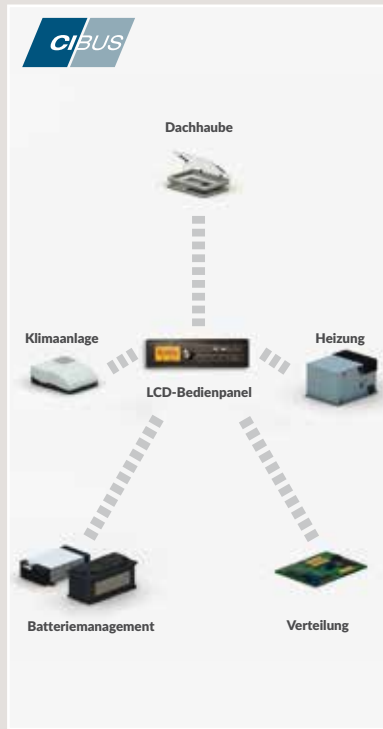 CIBUS
Dachhaube
Klimaanlage
Heizung
LCD-Bedienpanel
Batteriemanagement
Verteilung